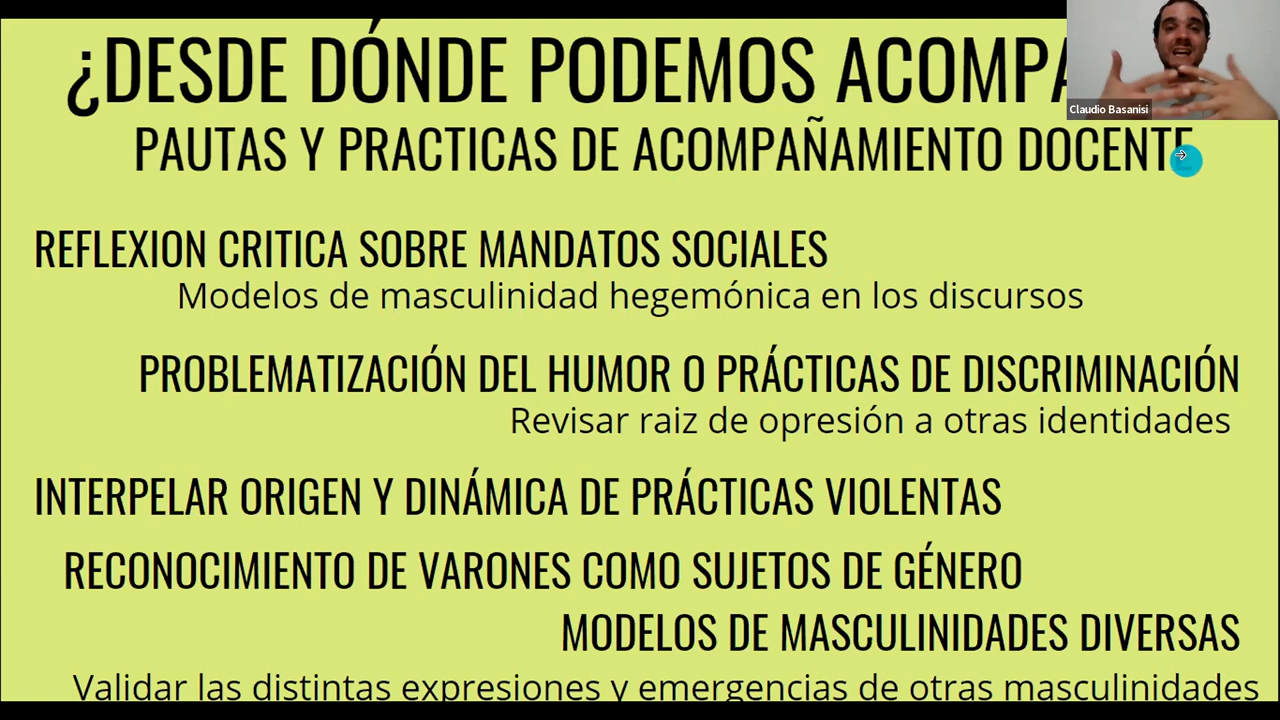 ¿DESDE DÓNDE PODEMOS
Claudio Basanisi
PAUTAS Y PRACTICAS DE ACOMPAÑAMIENTO DOCENTE
REFLEXION CRITICA SOBRE MANDATOS SOCIALES
Modelos de masculinidad hegemónica en los discursos
PROBLEMATIZACIÓN DEL HUMOR O PRÁCTICAS DE DISCRIMINACIÓN
Revisar raiz de opresión a otras identidades
INTERPELAR ORIGEN Y DINÁMICA DE PRÁCTICAS VIOLENTAS
RECONOCIMIENTO DE VARONES COMO SUJETOS DE GÉNERO
MODELOS DE MASCULINIDADES DIVERSAS
Validar las distintas expresiones y emergencias de otras masculinidades